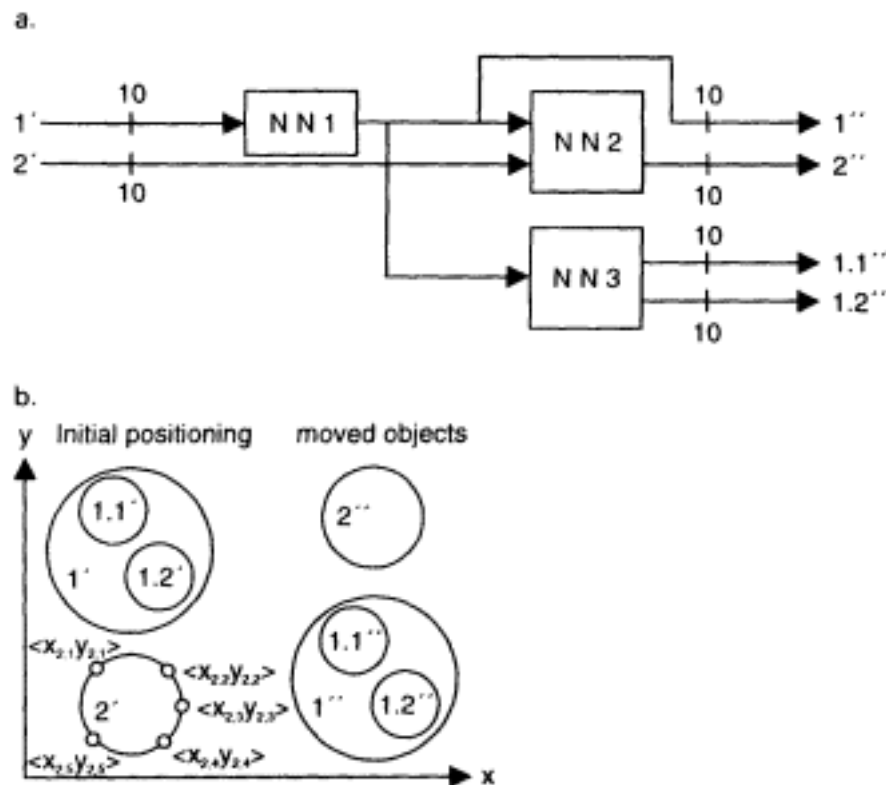 a.
10 10
1´ NN1 1´´
2´ NN2 2´´
10 10
10
NN3 1.1´´
1.2´´
10
b.
y Initial positioning moved objects
1.1´ 2´´
1´ 1.2´
<x2,1y2,1> 1.1´´
<x2,2y2,2>
2´ <x2,3y2,3> 1´´ 1.2´´
<x2,5y2,5> <x2,4y2,4>
x